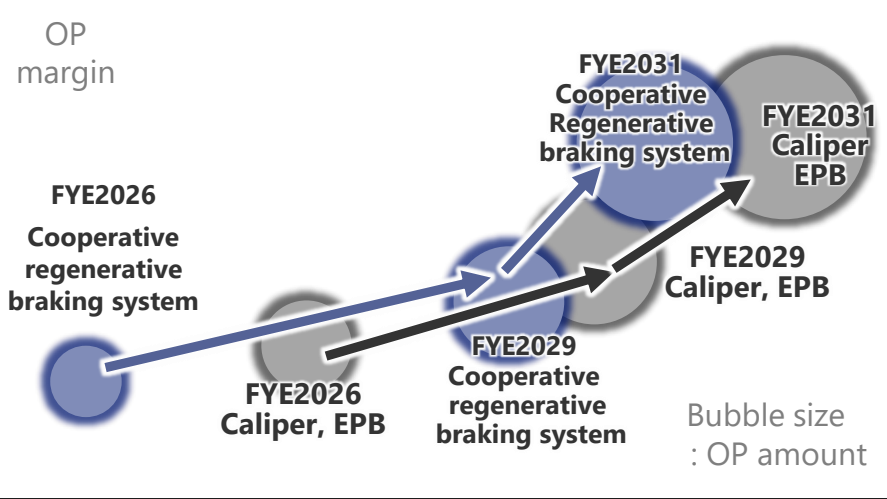 OP
margin
FYE2031
Cooperative
Regenerative
braking system
FYE2031
Caliper
EPB
FYE2026
Cooperative
regenerative
braking system
FYE2029
Caliper, EPB
FYE2029
Cooperative
regenerative
braking system
FYE2026
Caliper, EPB
Bubble size
: OP amount